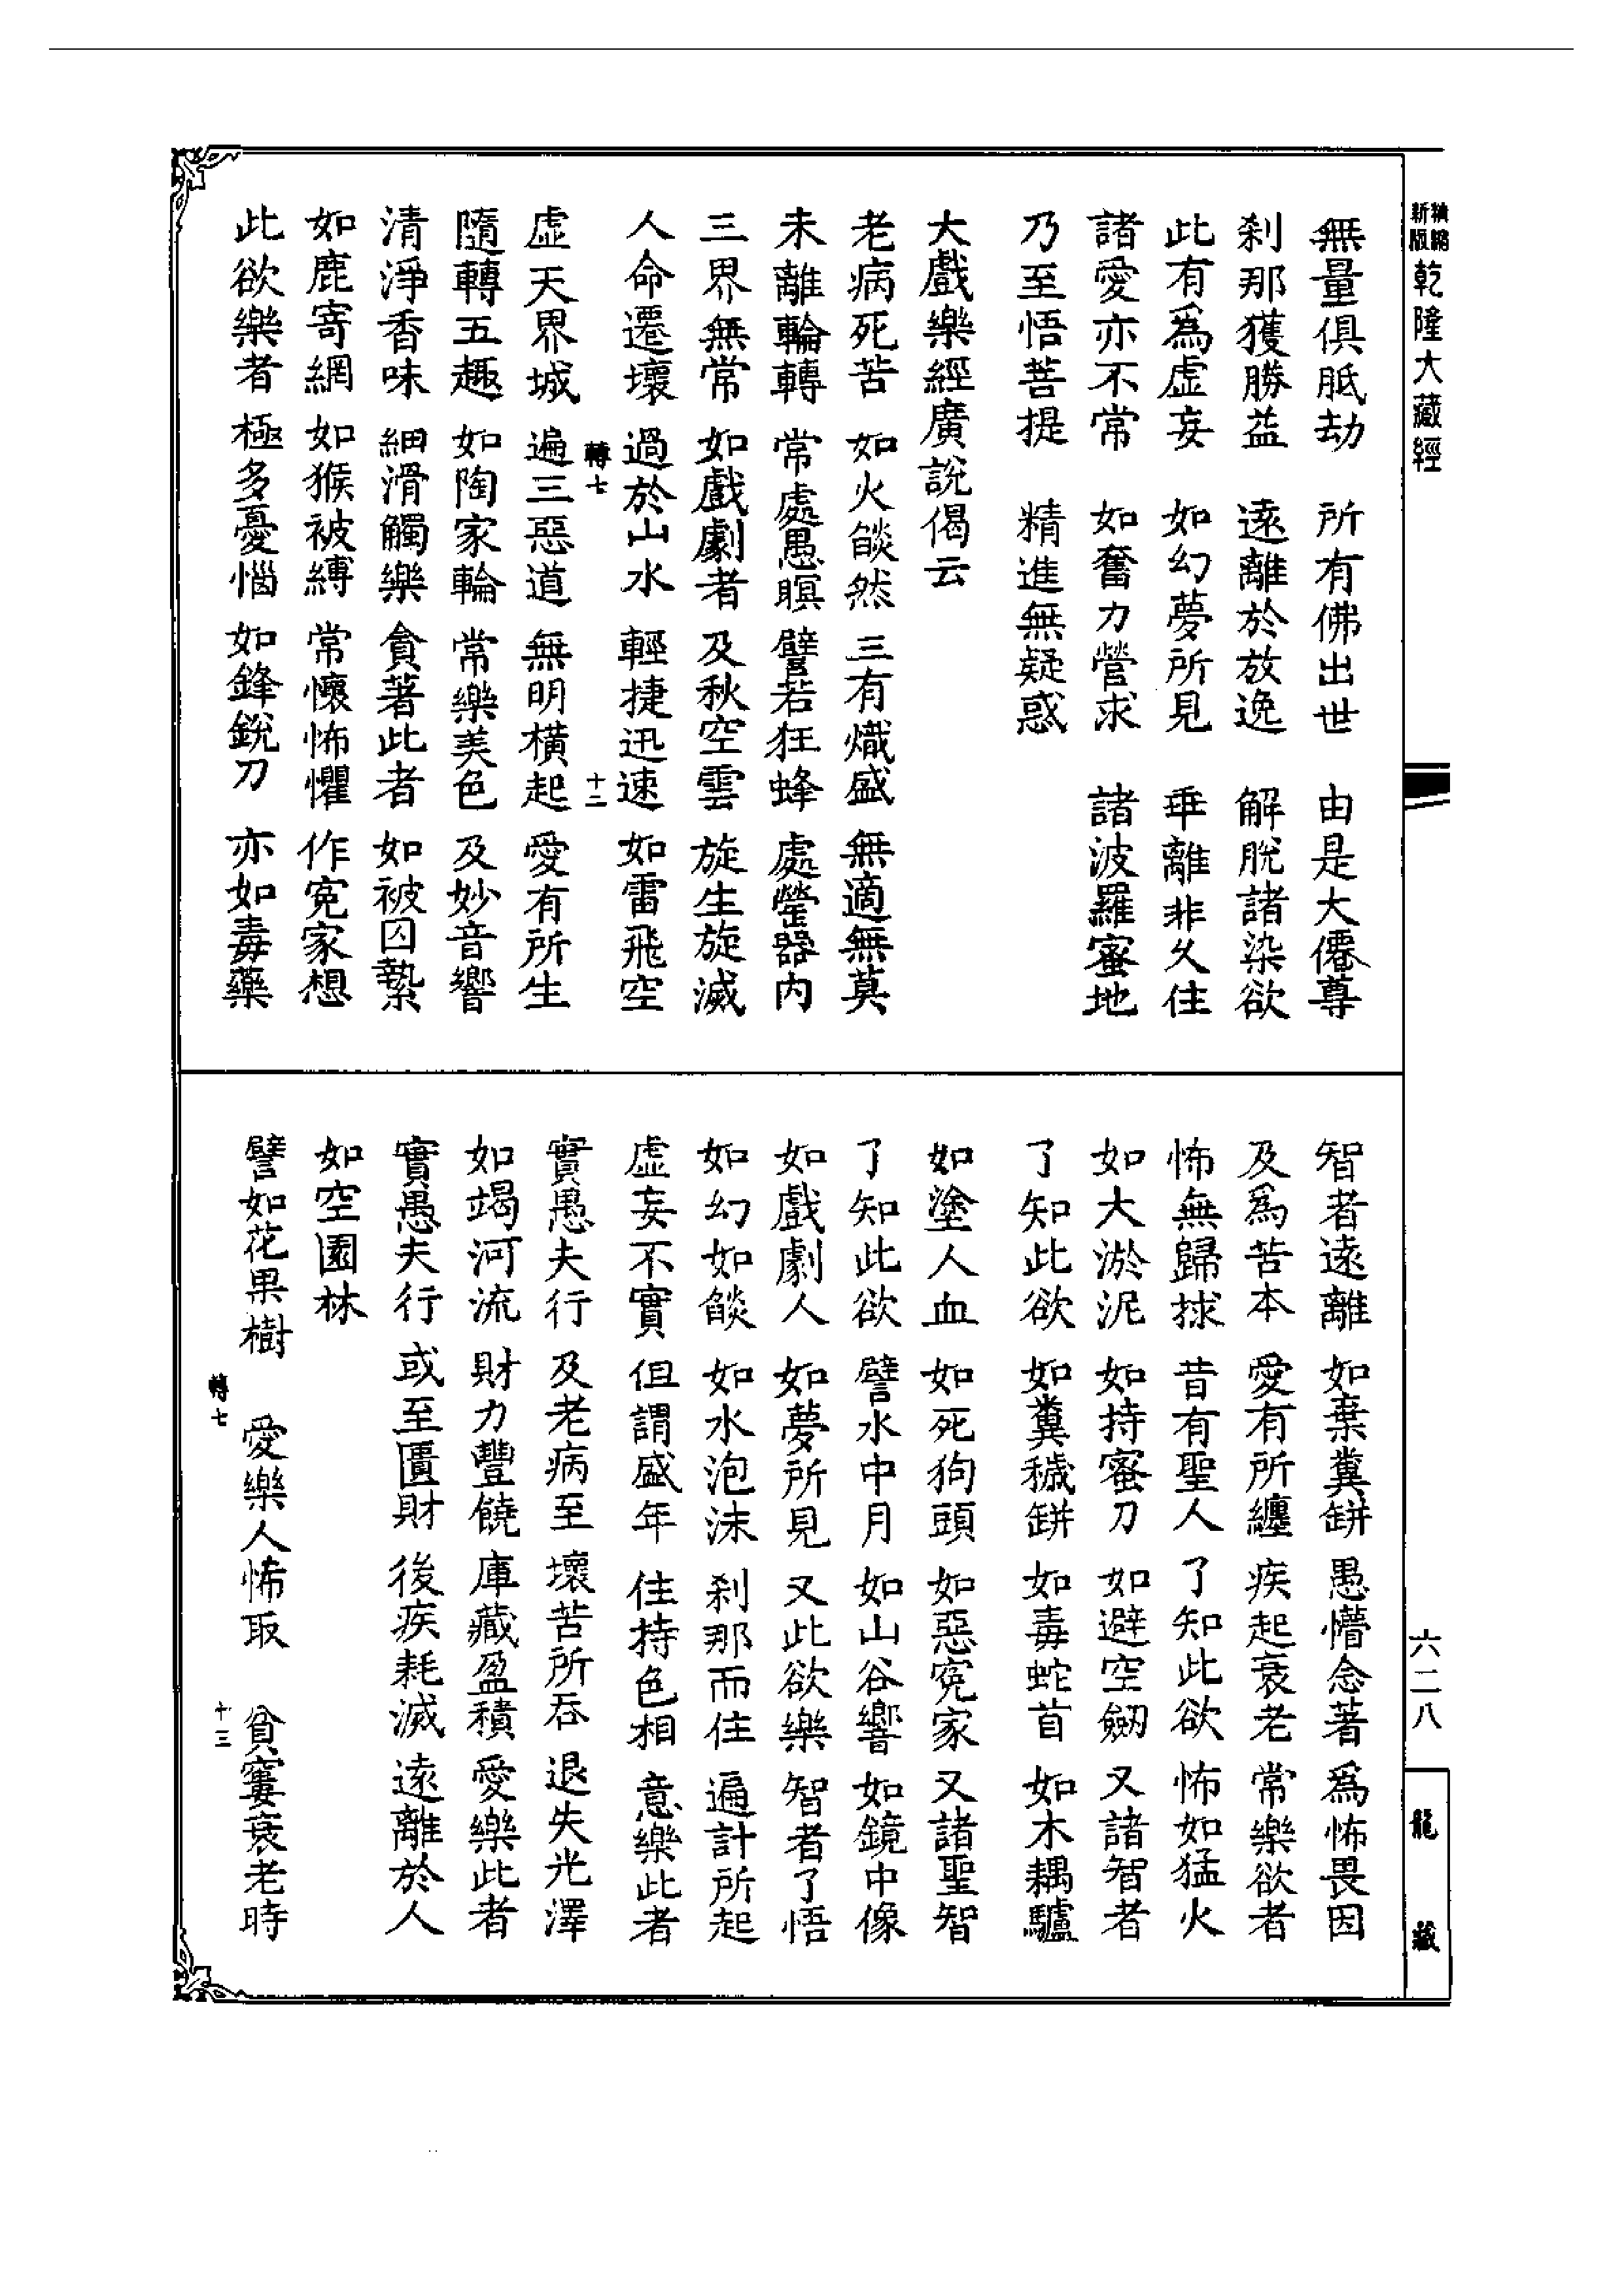 新編縮版乾隆大藏經
無量俱胝劫 所有佛出世 由是大僊尊
刹那獲勝益 遠離於放逸 解脫諸染欲
此有爲虛妄 如幻夢所見 乖離非久住
諸愛亦不常 如奮力營求 諸波羅蜜地
乃至悟菩提 精進無疑惑
大戲樂經廣說偈云
老病死苦 如火燄然 三有熾盛 無適無莫
未離輪轉 常處愚瞑 譬若狂蜂 處罃器內
三界無常 如戲劇者 及秋空雲 旋生旋滅
人命遷壞 過於山水 輕捷迅速 如雷飛空
轉七 十二
虛天界城 遍三惡道 無明橫起 愛有所生
隨轉五趣 如陶家輪 常樂美色 及妙音響
清淨香味 細滑觸樂 貪著此者 如被囚縶
如鹿寄網 如猴被縛 常懷怖懼 作寃家想
此欲樂者 極多憂惱 如鋒銳刀 亦如毒藥
智者遠離 如棄糞缾 愚懵念著 爲怖畏因
及爲苦本 愛有所纏 疾起衰老 常樂欲者
怖無歸捄 昔有聖人 了知此欲 怖如猛火
如大淤泥 如持蜜刀 如避空劒 又諸智者
了知此欲 如糞穢缾 如毒蛇首 如木耦驢
如塗人血 如死狗頭 如惡寃家 又諸聖智
了知此欲 譬水中月 如山谷響 如鏡中像
如戲劇人 如夢所見 又此欲樂 智者了悟
如幻如燄 如水泡沫 刹那而住 遍計所起
虛妄不實 但謂盛年 住持色相 意樂此者
實愚夫行 及老病至 壞苦所吞 退失光澤
如竭河流 財力豐饒 庫藏盈積 愛樂此者
實愚夫行 或至匱財 後疾耗滅 遠離於人
如空園林
譬如花果樹 愛樂人怖取 貧窶衰老時
轉七 十三
六二八
龍藏